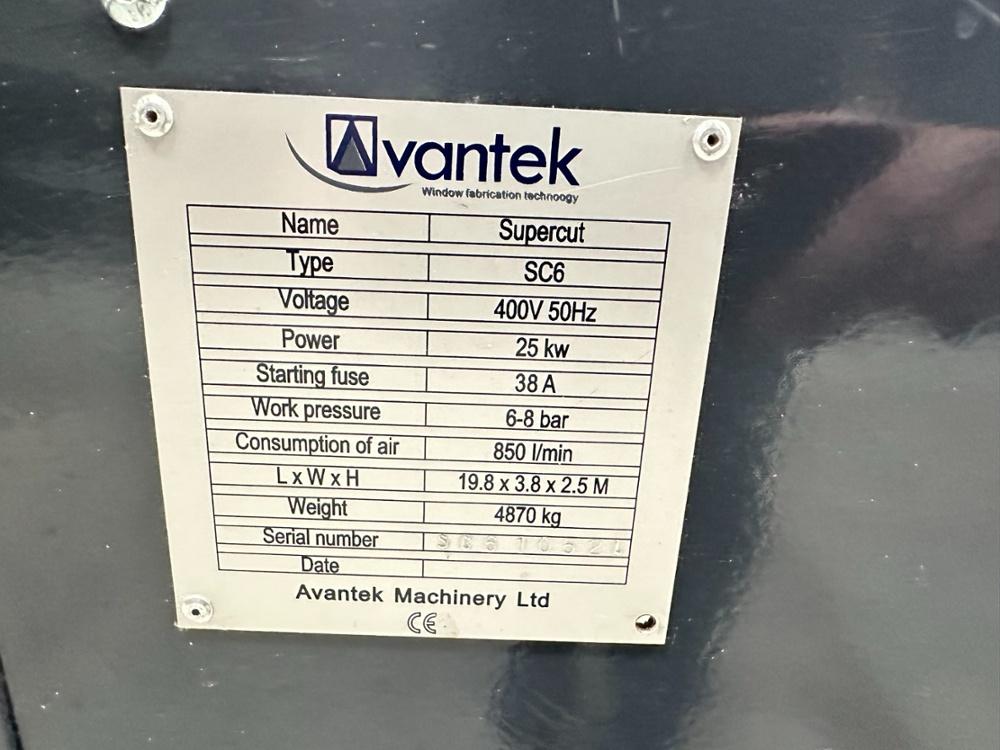 Avantek
Window fabrication technoogy
Name Supercut
Type SC6
Voltage 400V 50Hz
Power 25 kw
Starting fuse 38 A
Work pressure 6-8 bar
Consumption of air 850 l/min
L x W x H 19.8 x 3.8 x 2.5 M
Weight 4870 kg
Serial number
Date
Avantek Machinery Ltd
CE